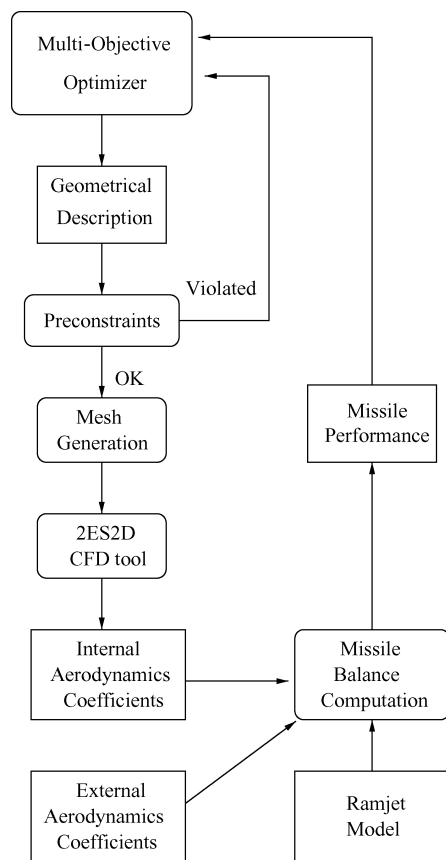 Multi-Objective
Optimizer
Geometrical
Description
Violated
Preconstraints
OK
Mesh
Generation
Missile
Performance
2ES2D
CFD tool
Internal
Aerodynamics
Coefficients
Missile
Balance
Computation
External
Aerodynamics
Coefficients
Ramjet
Model